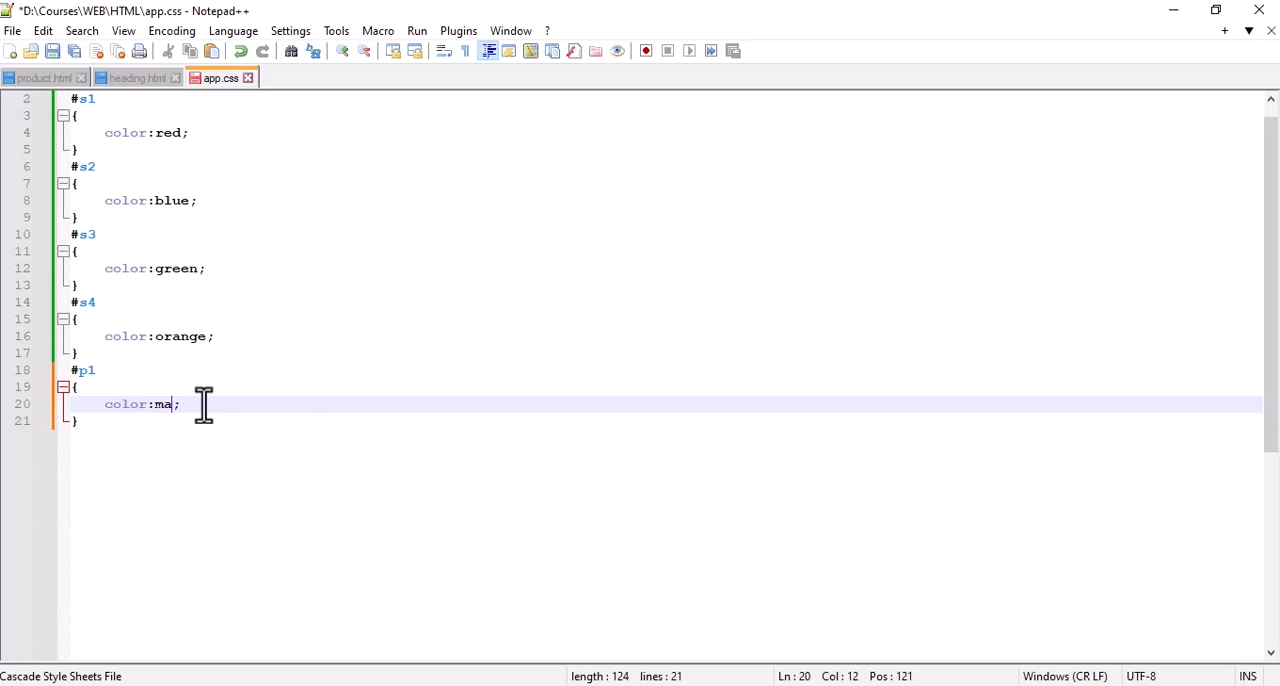 *D:\Courses\WEB\HTML\app.css - Notepad++
File Edit Search View Encoding Language Settings Tools Macro Run Plugins Window ?
product.html heading.html app.css
2 #s1
3 {
4 color:red;
5 }
6 #s2
7 {
8 color:blue;
9 }
10 #s3
11 {
12 color:green;
13 }
14 #s4
15 {
16 color:orange;
17 }
18 #p1
19 {
20 color:ma;
21 }
Cascade Style Sheets File length : 124 lines : 21 Ln : 20 Col : 12 Pos : 121 Windows (CR LF) UTF-8 INS